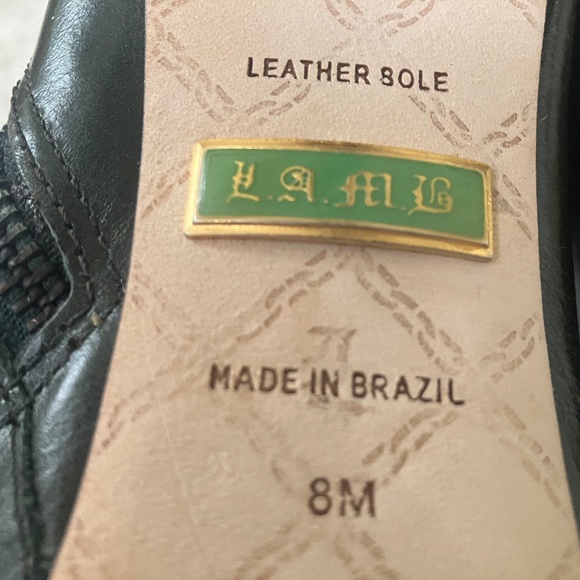 LEATHER SOLE
L.A.M.B
MADE IN BRAZIL
8M